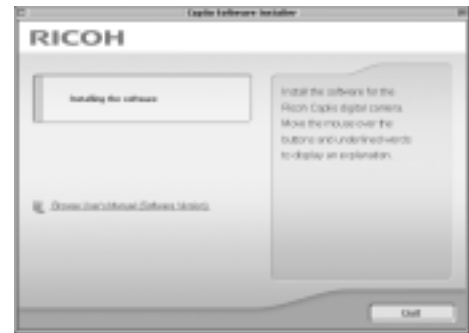 Caplio Software Installer
RICOH
Installing the software
Install the software for the
Ricoh Caplio digital camera.
Move the mouse over the
buttons and underlined words
to display an explanation.
Browse User's Manual (Software Version)
Quit